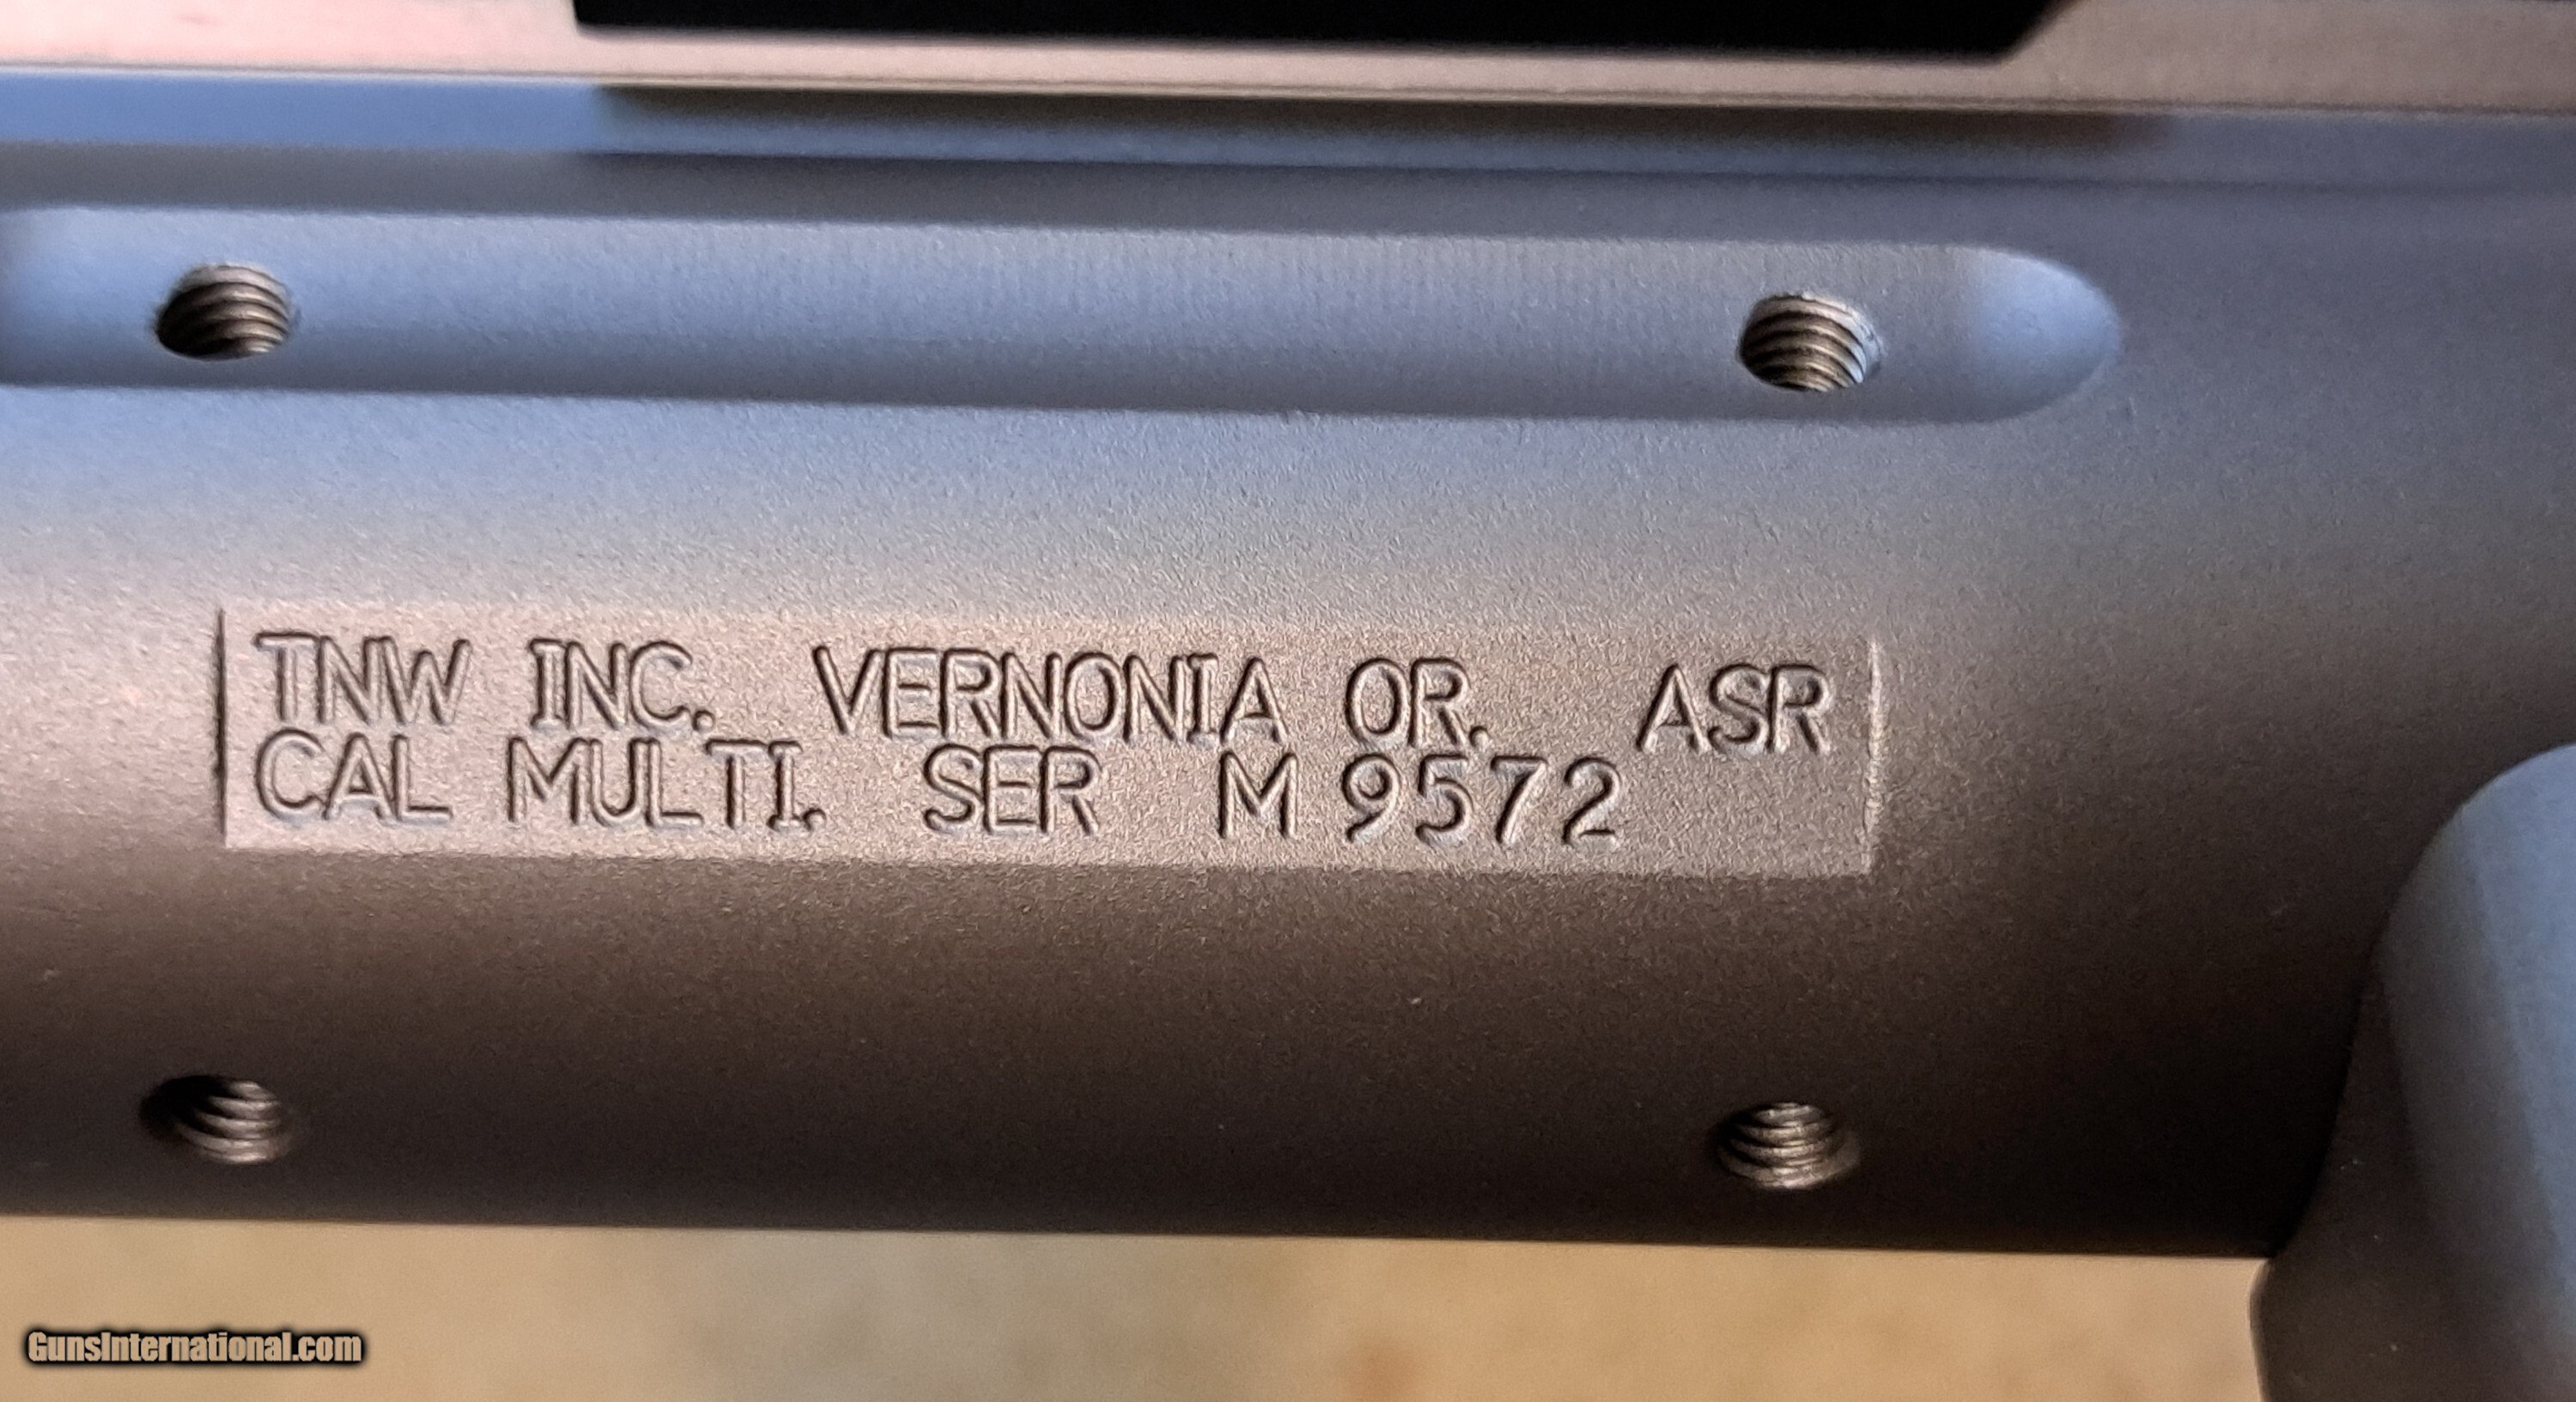 TNW INC. VERNONIA OR. ASR
CAL MULTI. SER M 9572
GunsInternational.com